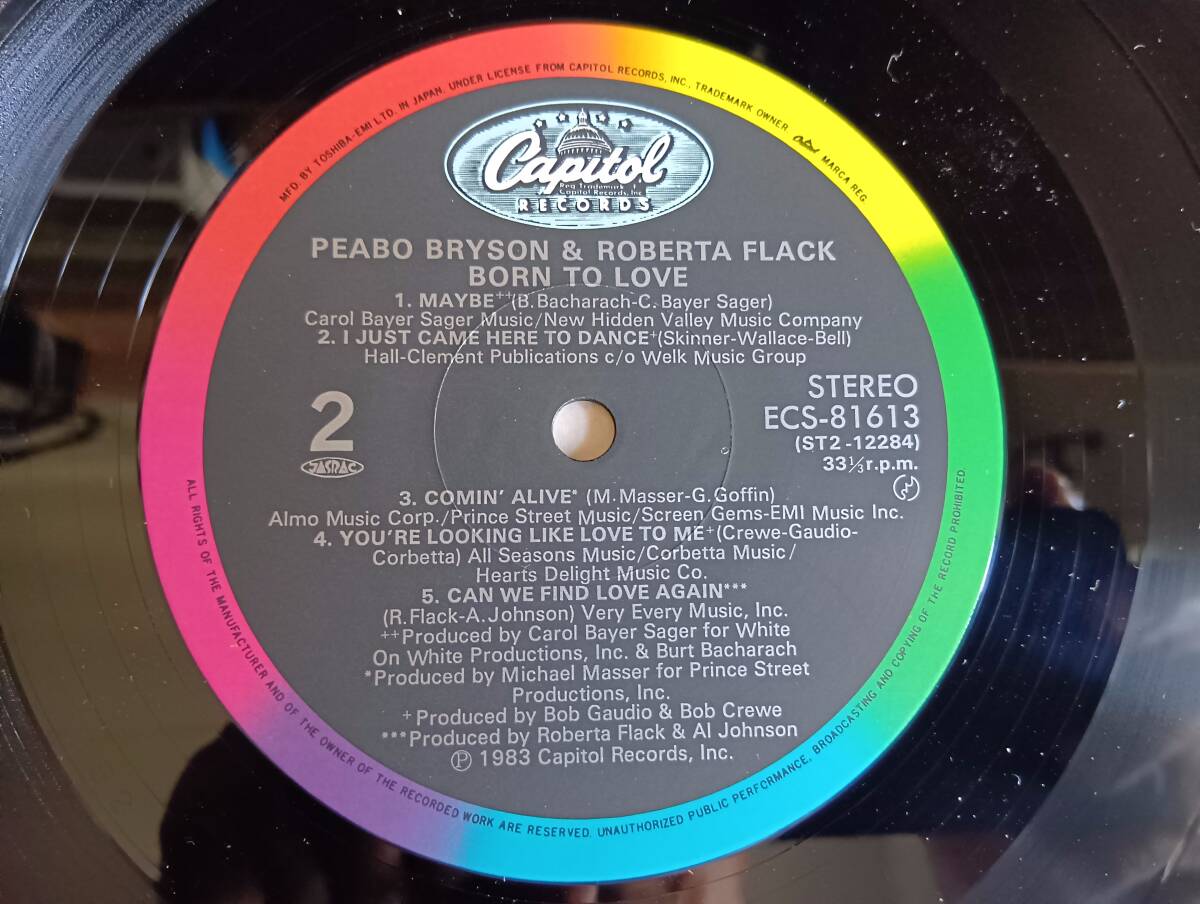 MFD. BY TOSHIBA-EMI LTD. IN JAPAN. UNDER LICENSE FROM CAPITOL RECORDS, INC., TRADEMARK OWNER. Capitol MARCA REG.
Capitol
Reg. Trademark
Capitol Records, Inc.
RECORDS
PEABO BRYSON & ROBERTA FLACK
BORN TO LOVE
1. MAYBE++(B. Bacharach-C. Bayer Sager)
Carol Bayer Sager Music/New Hidden Valley Music Company
2. I JUST CAME HERE TO DANCE+(Skinner-Wallace-Bell)
Hall-Clement Publications c/o Welk Music Group
2
JASRAC
STEREO
ECS-81613
(ST2-12284)
33⅓r.p.m.
3. COMIN' ALIVE* (M. Masser-G. Goffin)
Almo Music Corp./Prince Street Music/Screen Gems-EMI Music Inc.
4. YOU'RE LOOKING LIKE LOVE TO ME+(Crewe-Gaudio-
Corbetta) All Seasons Music/Corbetta Music/
Hearts Delight Music Co.
5. CAN WE FIND LOVE AGAIN***
(R. Flack-A. Johnson) Very Every Music, Inc.
++Produced by Carol Bayer Sager for White
On White Productions, Inc. & Burt Bacharach
*Produced by Michael Masser for Prince Street
Productions, Inc.
+Produced by Bob Gaudio & Bob Crewe
***Produced by Roberta Flack & Al Johnson
℗ 1983 Capitol Records, Inc.
ALL RIGHTS OF THE MANUFACTURER AND OF THE OWNER OF THE RECORDED WORK ARE RESERVED. UNAUTHORIZED PUBLIC PERFORMANCE, BROADCASTING AND COPYING OF THE RECORD PROHIBITED.